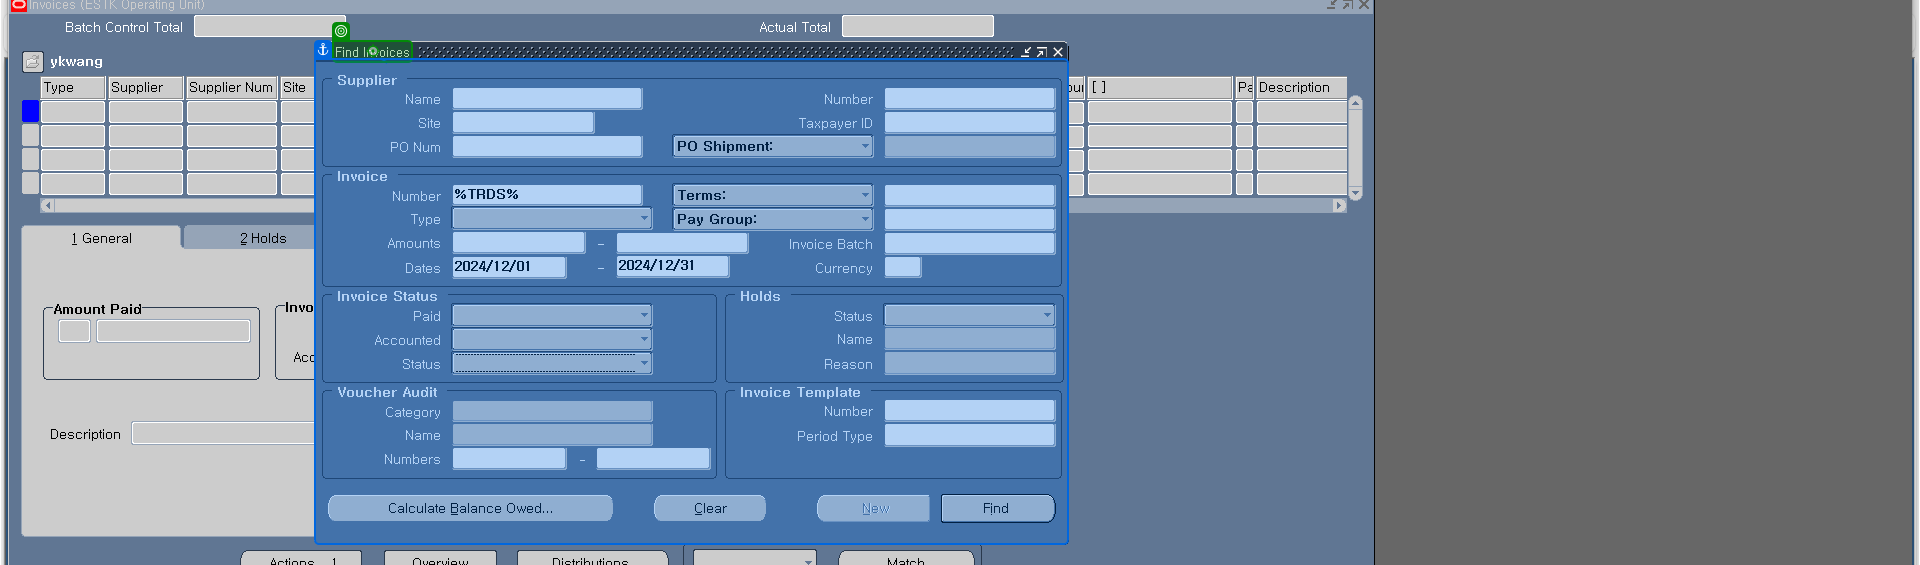 Invoices (ESTK Operating Unit)
Batch Control Total
Actual Total
ykwang
Type Supplier Supplier Num Site [ ] Pa Description
Find Invoices
Supplier
Name
Number
Site
Taxpayer ID
PO Num
PO Shipment:
Invoice
Number %TRDS%
Terms:
Type
Pay Group:
Amounts –
Invoice Batch
Dates 2024/12/01 – 2024/12/31
Currency
1 General
2 Holds
Amount Paid
Invo
Acc
Description
Invoice Status
Paid
Accounted
Status
Holds
Status
Name
Reason
Voucher Audit
Category
Name
Numbers –
Invoice Template
Number
Period Type
Calculate Balance Owed...
Clear
New
Find
Actions... 1
Overview
Distributions
Match